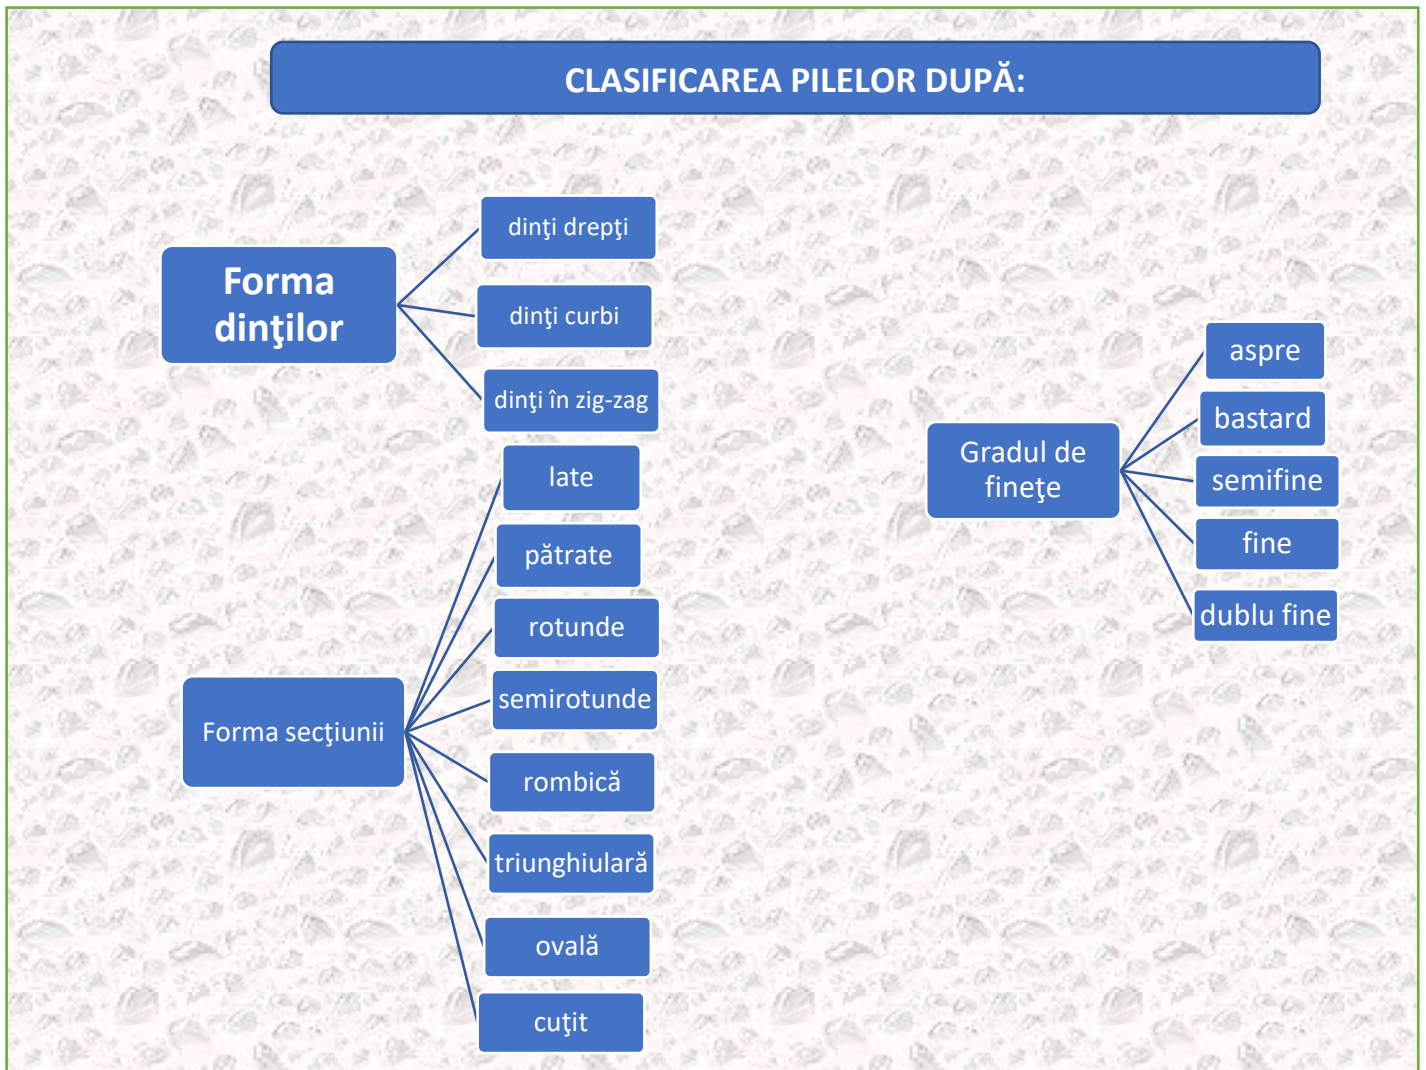 CLASIFICAREA PILELOR DUPĂ:
Forma
dinţilor
dinţi drepţi
dinţi curbi
dinţi în zig-zag
Forma secţiunii
late
pătrate
rotunde
semirotunde
rombică
triunghiulară
ovală
cuţit
Gradul de
fineţe
aspre
bastard
semifine
fine
dublu fine